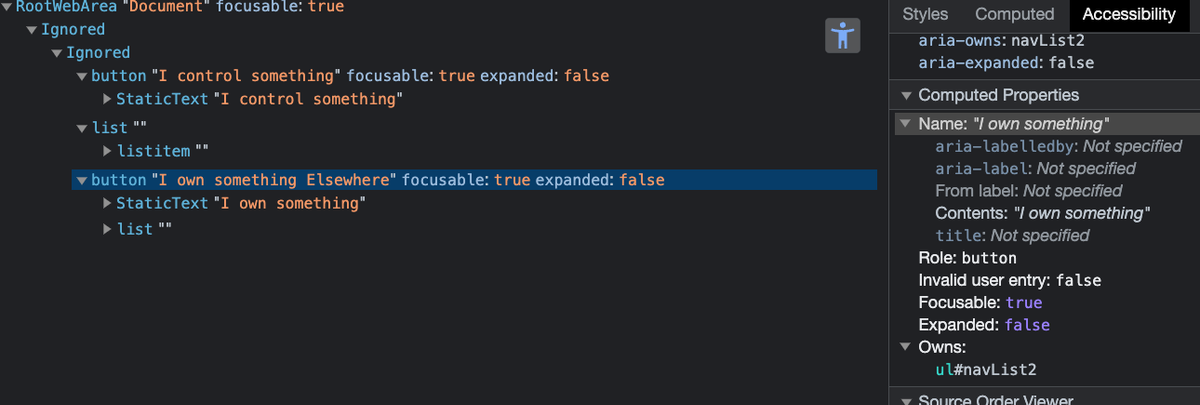 RootWebArea "Document" focusable: true
Ignored
Ignored
button "I control something" focusable: true expanded: false
StaticText "I control something"
list ""
listitem ""
button "I own something Elsewhere" focusable: true expanded: false
StaticText "I own something"
list ""
Styles Computed Accessibility
aria-owns: navList2
aria-expanded: false
Computed Properties
Name: "I own something"
aria-labelledby: Not specified
aria-label: Not specified
From label: Not specified
Contents: "I own something"
title: Not specified
Role: button
Invalid user entry: false
Focusable: true
Expanded: false
Owns:
ul#navList2
Source Order Viewer